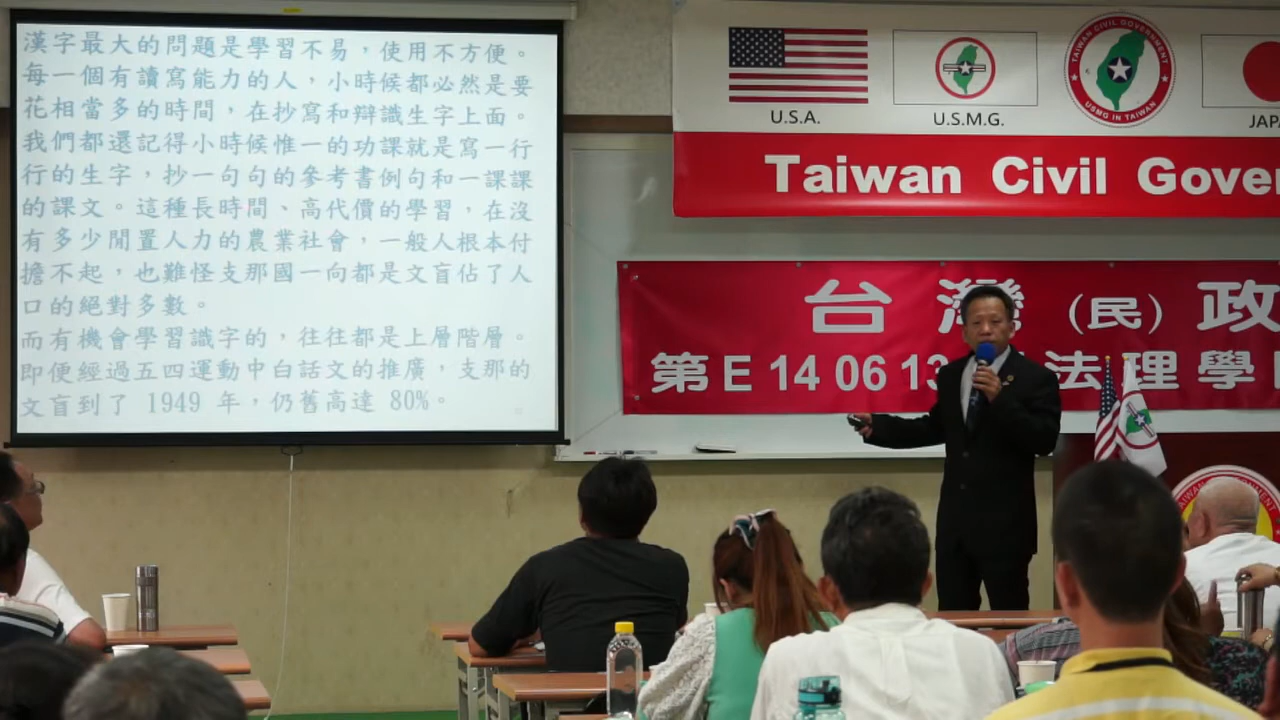 漢字最大的問題是學習不易，使用不方便。
每一個有讀寫能力的人，小時候都必然是要
花相當多的時間，在抄寫和辯識生字上面。
我們都還記得小時候惟一的功課就是寫一行
行的生字，抄一句句的參考書例句和一課課
的課文。這種長時間、高代價的學習，在沒
有多少閒置人力的農業社會，一般人根本付
擔不起，也難怪支那國一向都是文盲佔了人
口的絕對多數。
而有機會學習識字的，往往都是上層階層。
即便經過五四運動中白話文的推廣，支那的
文盲到了 1949 年，仍舊高達 80%。
U.S.A.
U.S.M.G.
TAIWAN CIVIL GOVERNMENT
USMG IN TAIWAN
JAP
Taiwan Civil Gover
台灣（民）政
第E 14 06 13 法理學